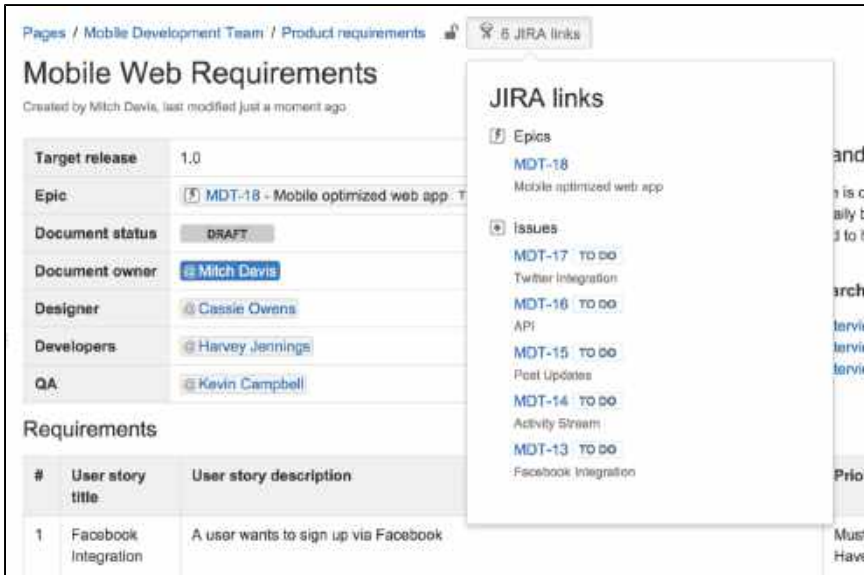 Pages / Mobile Development Team / Product requirements
6 JIRA links
Mobile Web Requirements
Created by Mitch Davis, last modified just a moment ago
Target release 1.0
Epic MDT-18 - Mobile optimized web app T
Document status DRAFT
Document owner @Mitch Davis
Designer @Cassie Owens
Developers @Harvey Jennings
QA @Kevin Campbell
Requirements
# User story title User story description
1 Facebook Integration A user wants to sign up via Facebook
JIRA links
Epics
MDT-18
Mobile optimized web app
Issues
MDT-17 TO DO
Twitter Integration
MDT-16 TO DO
API
MDT-15 TO DO
Post Updates
MDT-14 TO DO
Activity Stream
MDT-13 TO DO
Facebook Integration
and
Prio
Must
Have